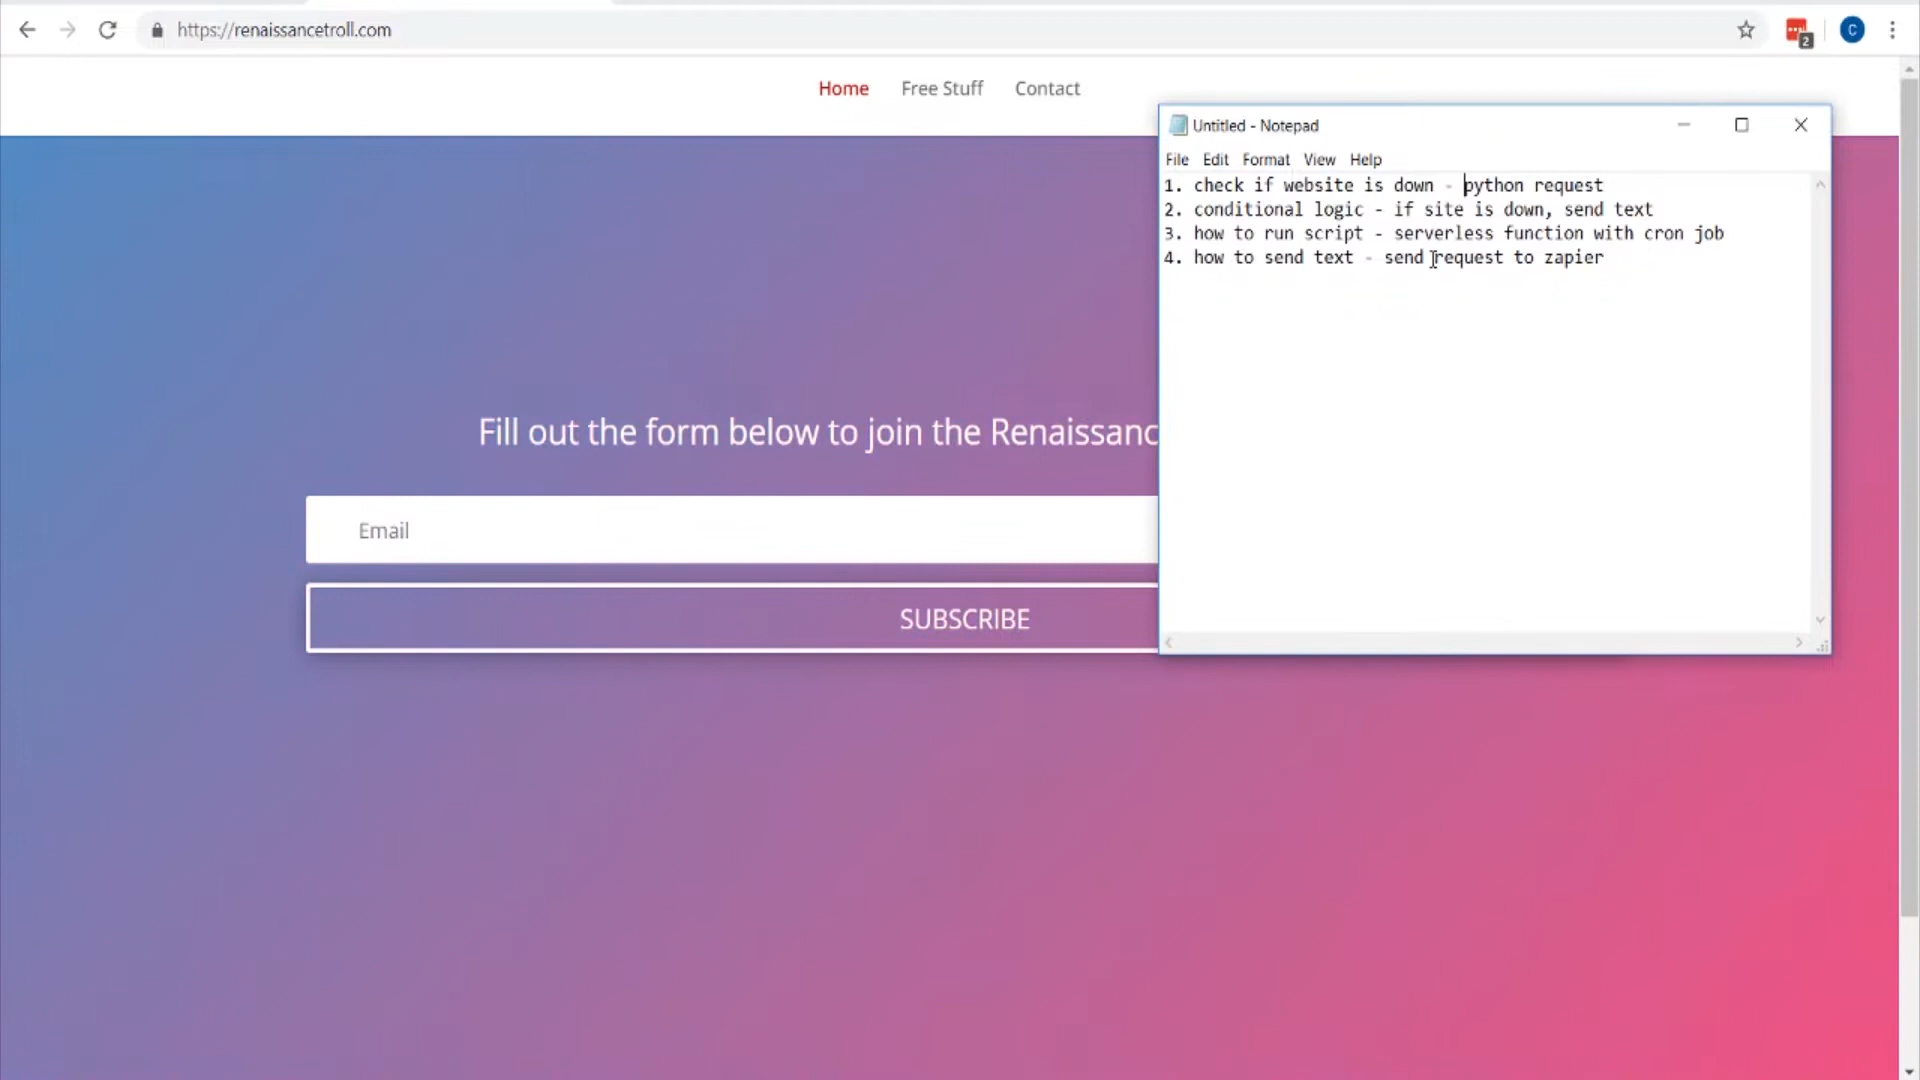 https://renaissancetroll.com
2
C
Home Free Stuff Contact
Untitled - Notepad
File Edit Format View Help
1. check if website is down - python request
2. conditional logic - if site is down, send text
3. how to run script - serverless function with cron job
4. how to send text - send request to zapier
Fill out the form below to join the Renaissanc
Email
SUBSCRIBE